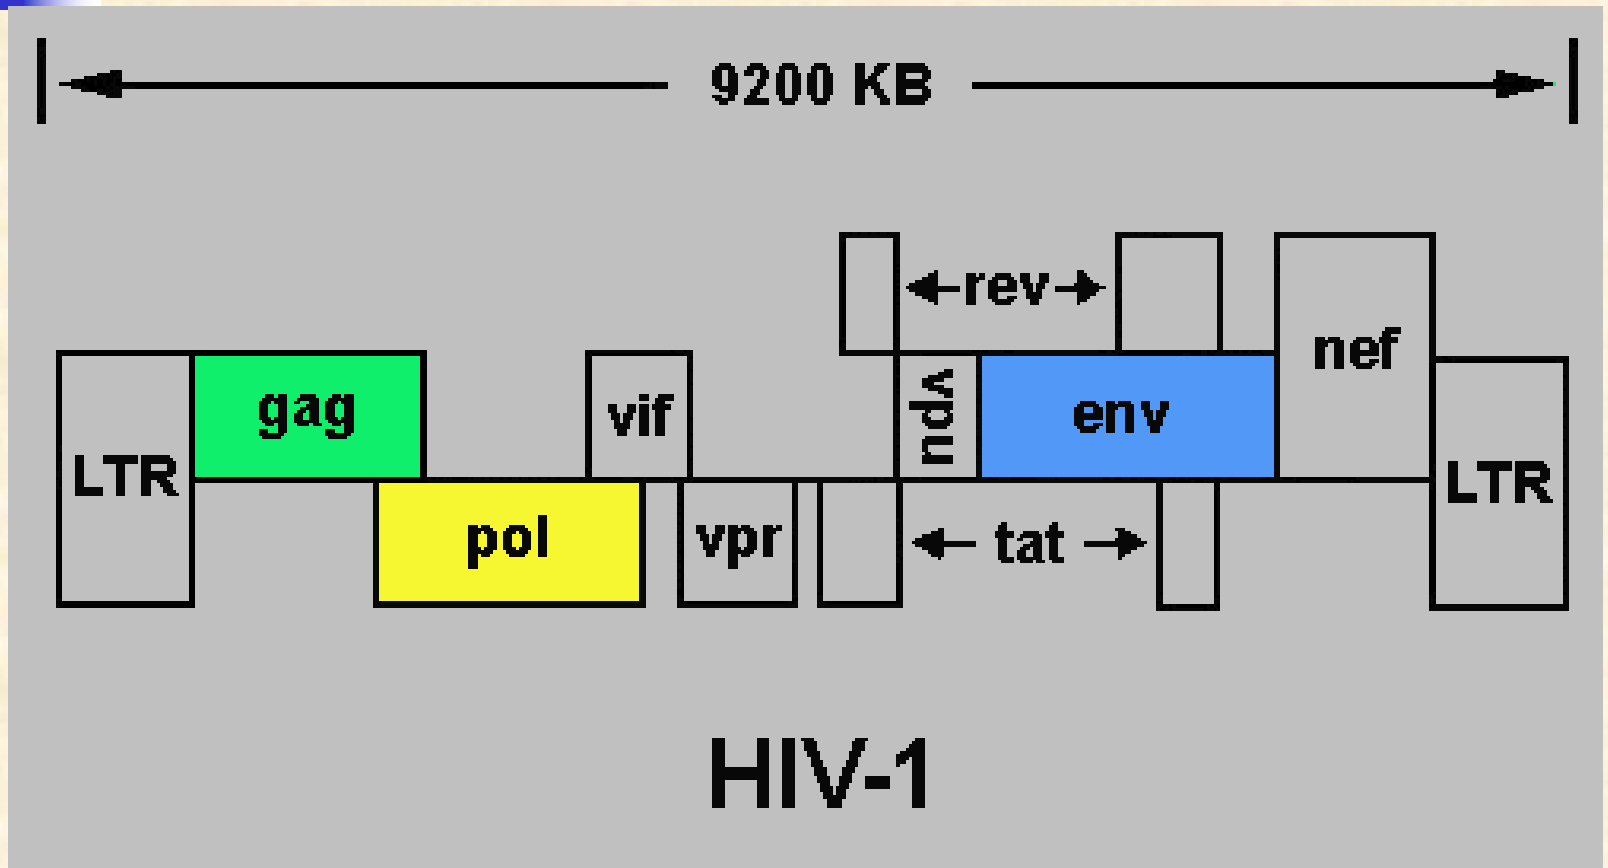 9200 KB
rev
nef
gag
vif
vpu
env
LTR
LTR
pol
vpr
tat
HIV-1